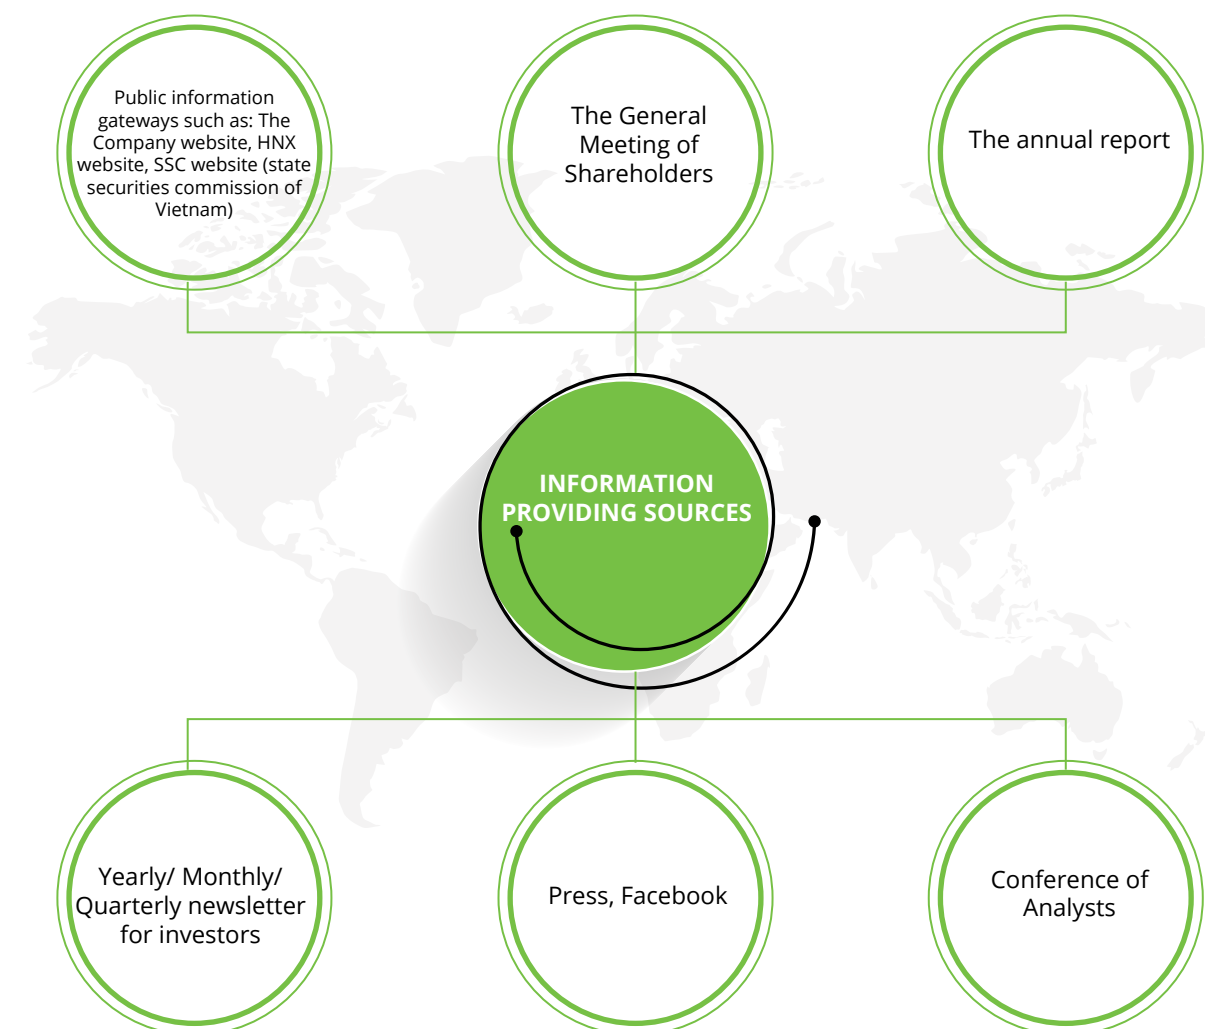 Public information
gateways such as: The
Company website, HNX
website, SSC website (state
securities commission of
Vietnam)
The General
Meeting of
Shareholders
The annual report
INFORMATION
PROVIDING SOURCES
Yearly/ Monthly/
Quarterly newsletter
for investors
Press, Facebook
Conference of
Analysts